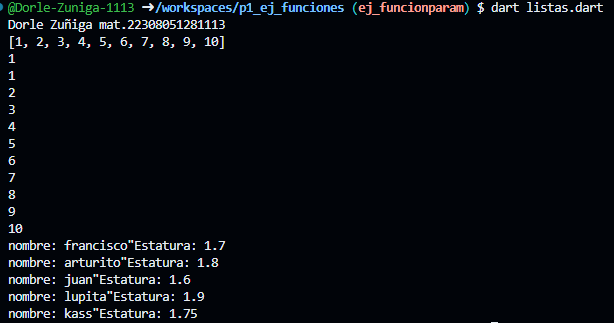 @Dorle-Zuniga-1113 ➜/workspaces/p1_ej_funciones (ej_funcionparam) $ dart listas.dart
Dorle Zuñiga mat.22308051281113
[1, 2, 3, 4, 5, 6, 7, 8, 9, 10]
1
1
2
3
4
5
6
7
8
9
10
nombre: francisco"Estatura: 1.7
nombre: arturito"Estatura: 1.8
nombre: juan"Estatura: 1.6
nombre: lupita"Estatura: 1.9
nombre: kass"Estatura: 1.75